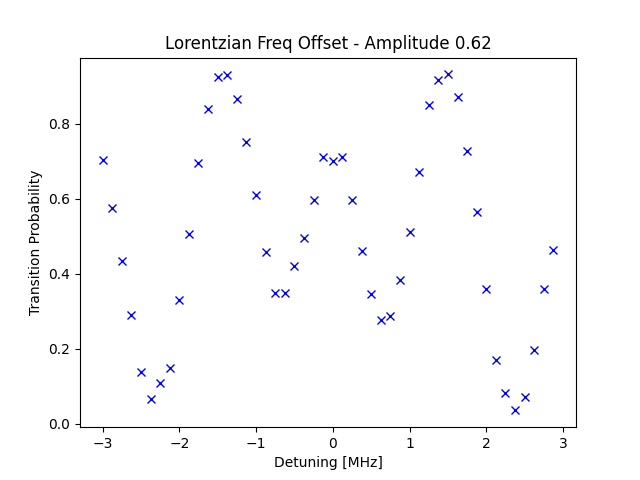 Lorentzian Freq Offset - Amplitude 0.62
Transition Probability
0.8
0.6
0.4
0.2
0.0
−3 −2 −1 0 1 2 3
Detuning [MHz]